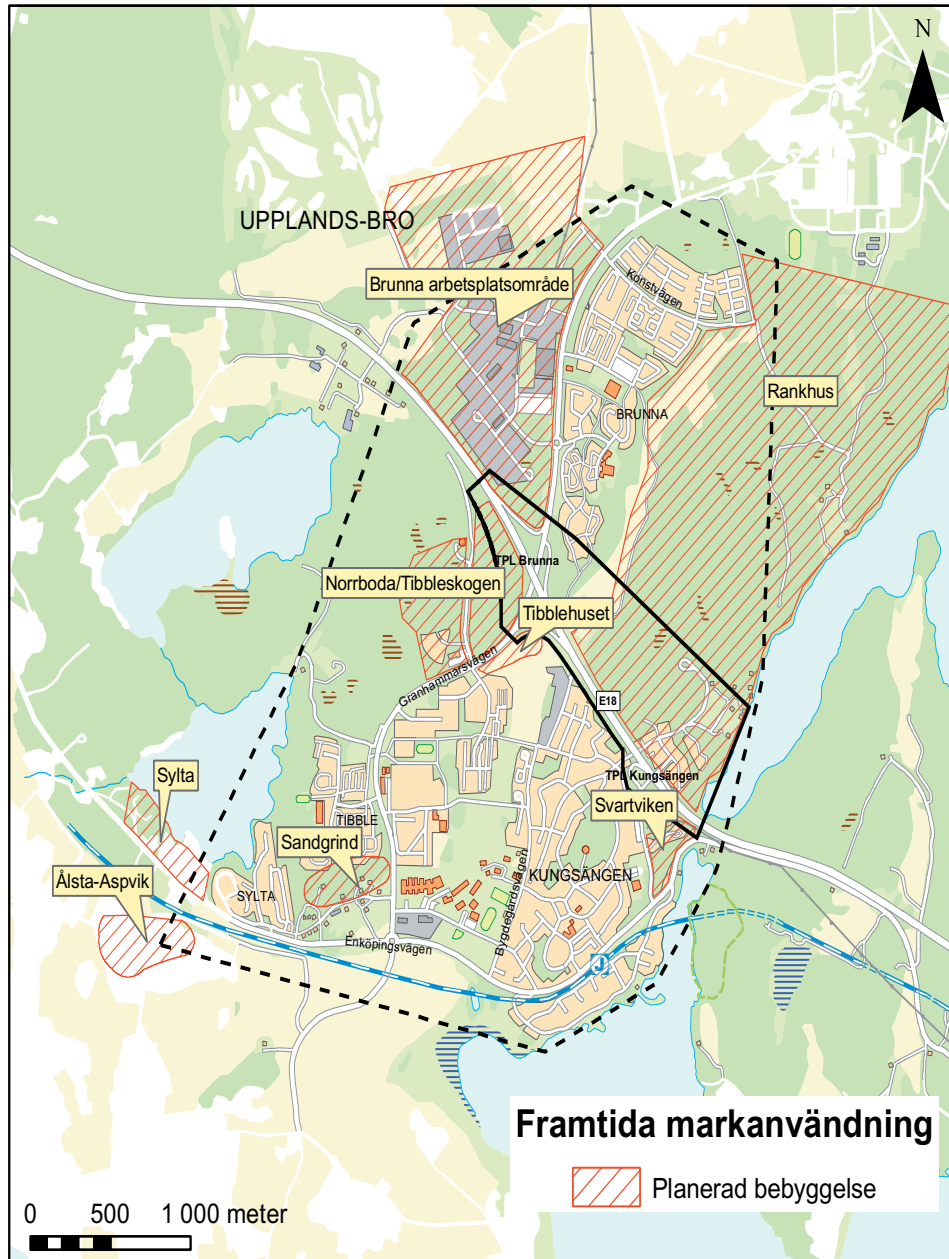 N
UPPLANDS-BRO
Brunna arbetsplatsområde
Konstvägen
Rankhus
BRUNNA
TPL Brunna
Norrboda/Tibbleskogen
Tibblehuset
Granhammarsvägen
E18
TPL Kungsängen
Svartviken
Sylta
TIBBLE
Sandgrind
Ålsta-Aspvik
SYLTA
KUNGSÄNGEN
Bygdegårdsvägen
Enköpingsvägen
J
Framtida markanvändning
Planerad bebyggelse
0 500 1 000 meter